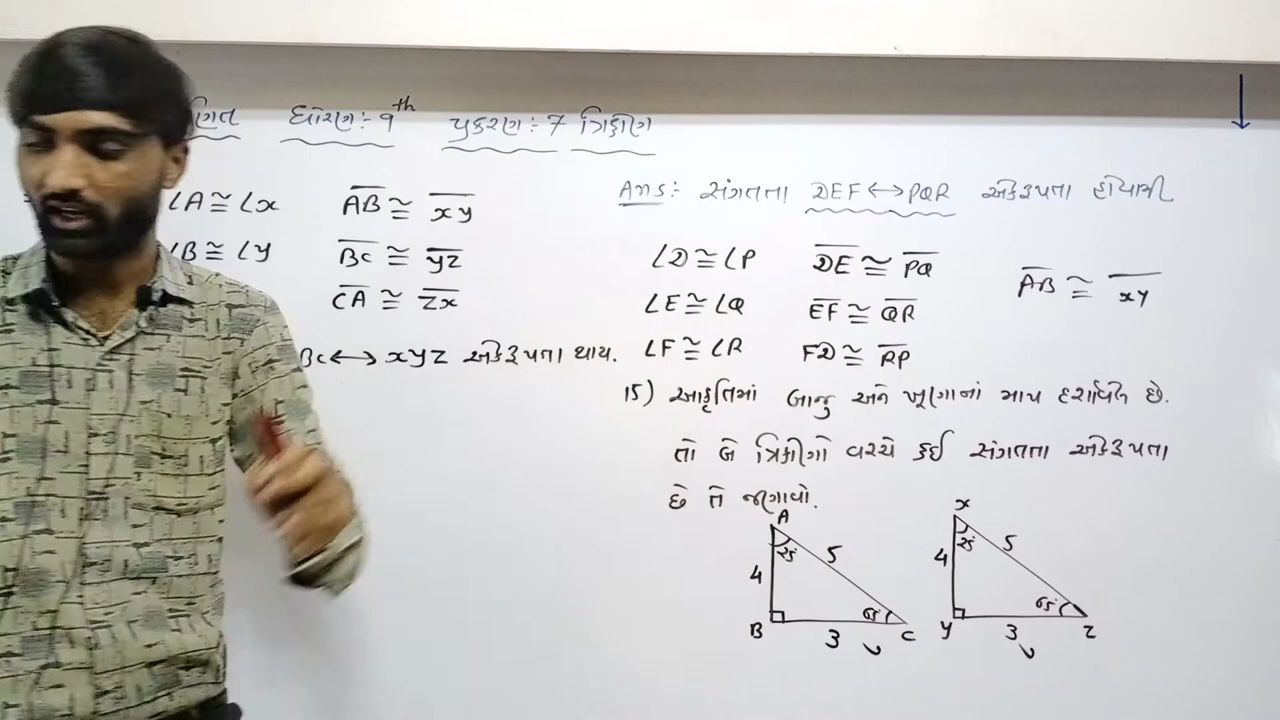 ણિત ધોરણ:- ૧th પ્રકરણ:- 7 ત્રિકોણ
∠A ≅ ∠X AB ≅ XY
∠B ≅ ∠Y BC ≅ YZ
CA ≅ ZX
BC ↔ XYZ એકરૂપતા થાય.
Ans:- સંગતતા DEF ↔ PQR એકરૂપતા હોવાથી
∠D ≅ ∠P DE ≅ PQ
∠E ≅ ∠Q EF ≅ QR
∠F ≅ ∠R FD ≅ RP
AB ≅ XY
15) આકૃતિમાં બાજુ અને ખૂણાનાં માપ દર્શાવેલ છે.
તો બે ત્રિકોણો વચ્ચે કઈ સંગતતા એકરૂપતા
છે તે જણાવો.
A X
4 5 4 5
B 3 C Y 3 Z